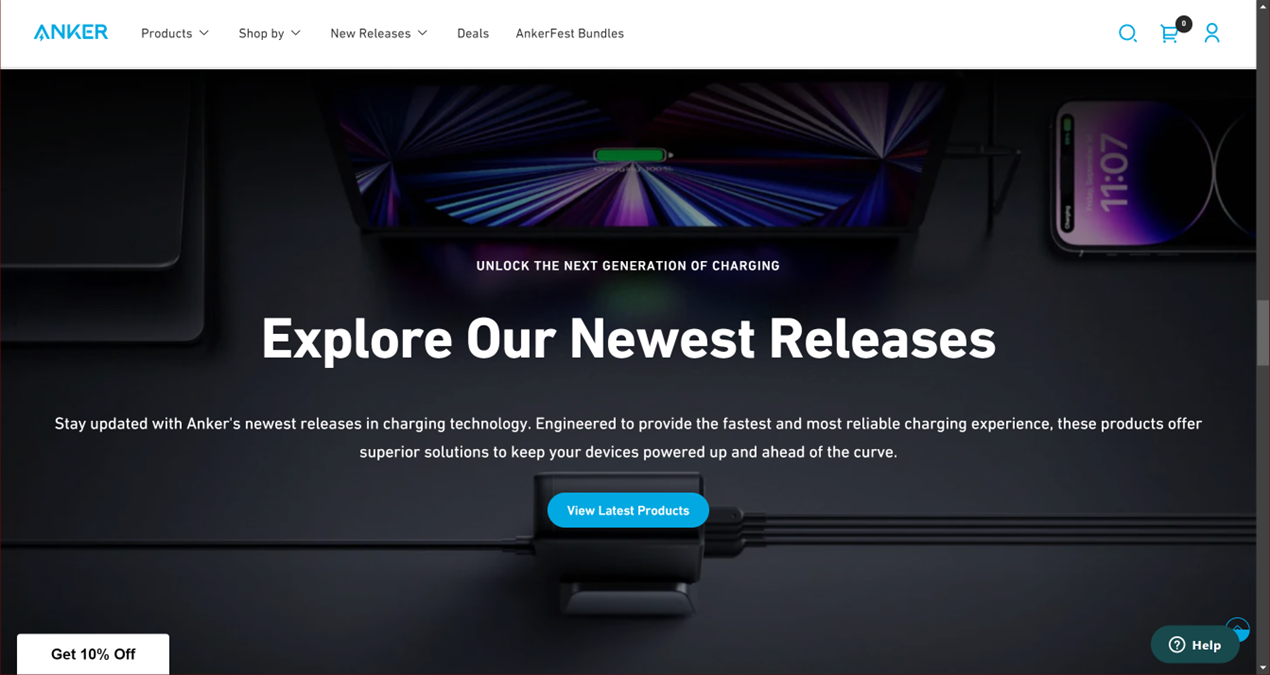 ANKER
Products
Shop by
New Releases
Deals
AnkerFest Bundles
0
11:07
Charging
UNLOCK THE NEXT GENERATION OF CHARGING
Explore Our Newest Releases
Stay updated with Anker's newest releases in charging technology. Engineered to provide the fastest and most reliable charging experience, these products offer
superior solutions to keep your devices powered up and ahead of the curve.
View Latest Products
Get 10% Off
Help